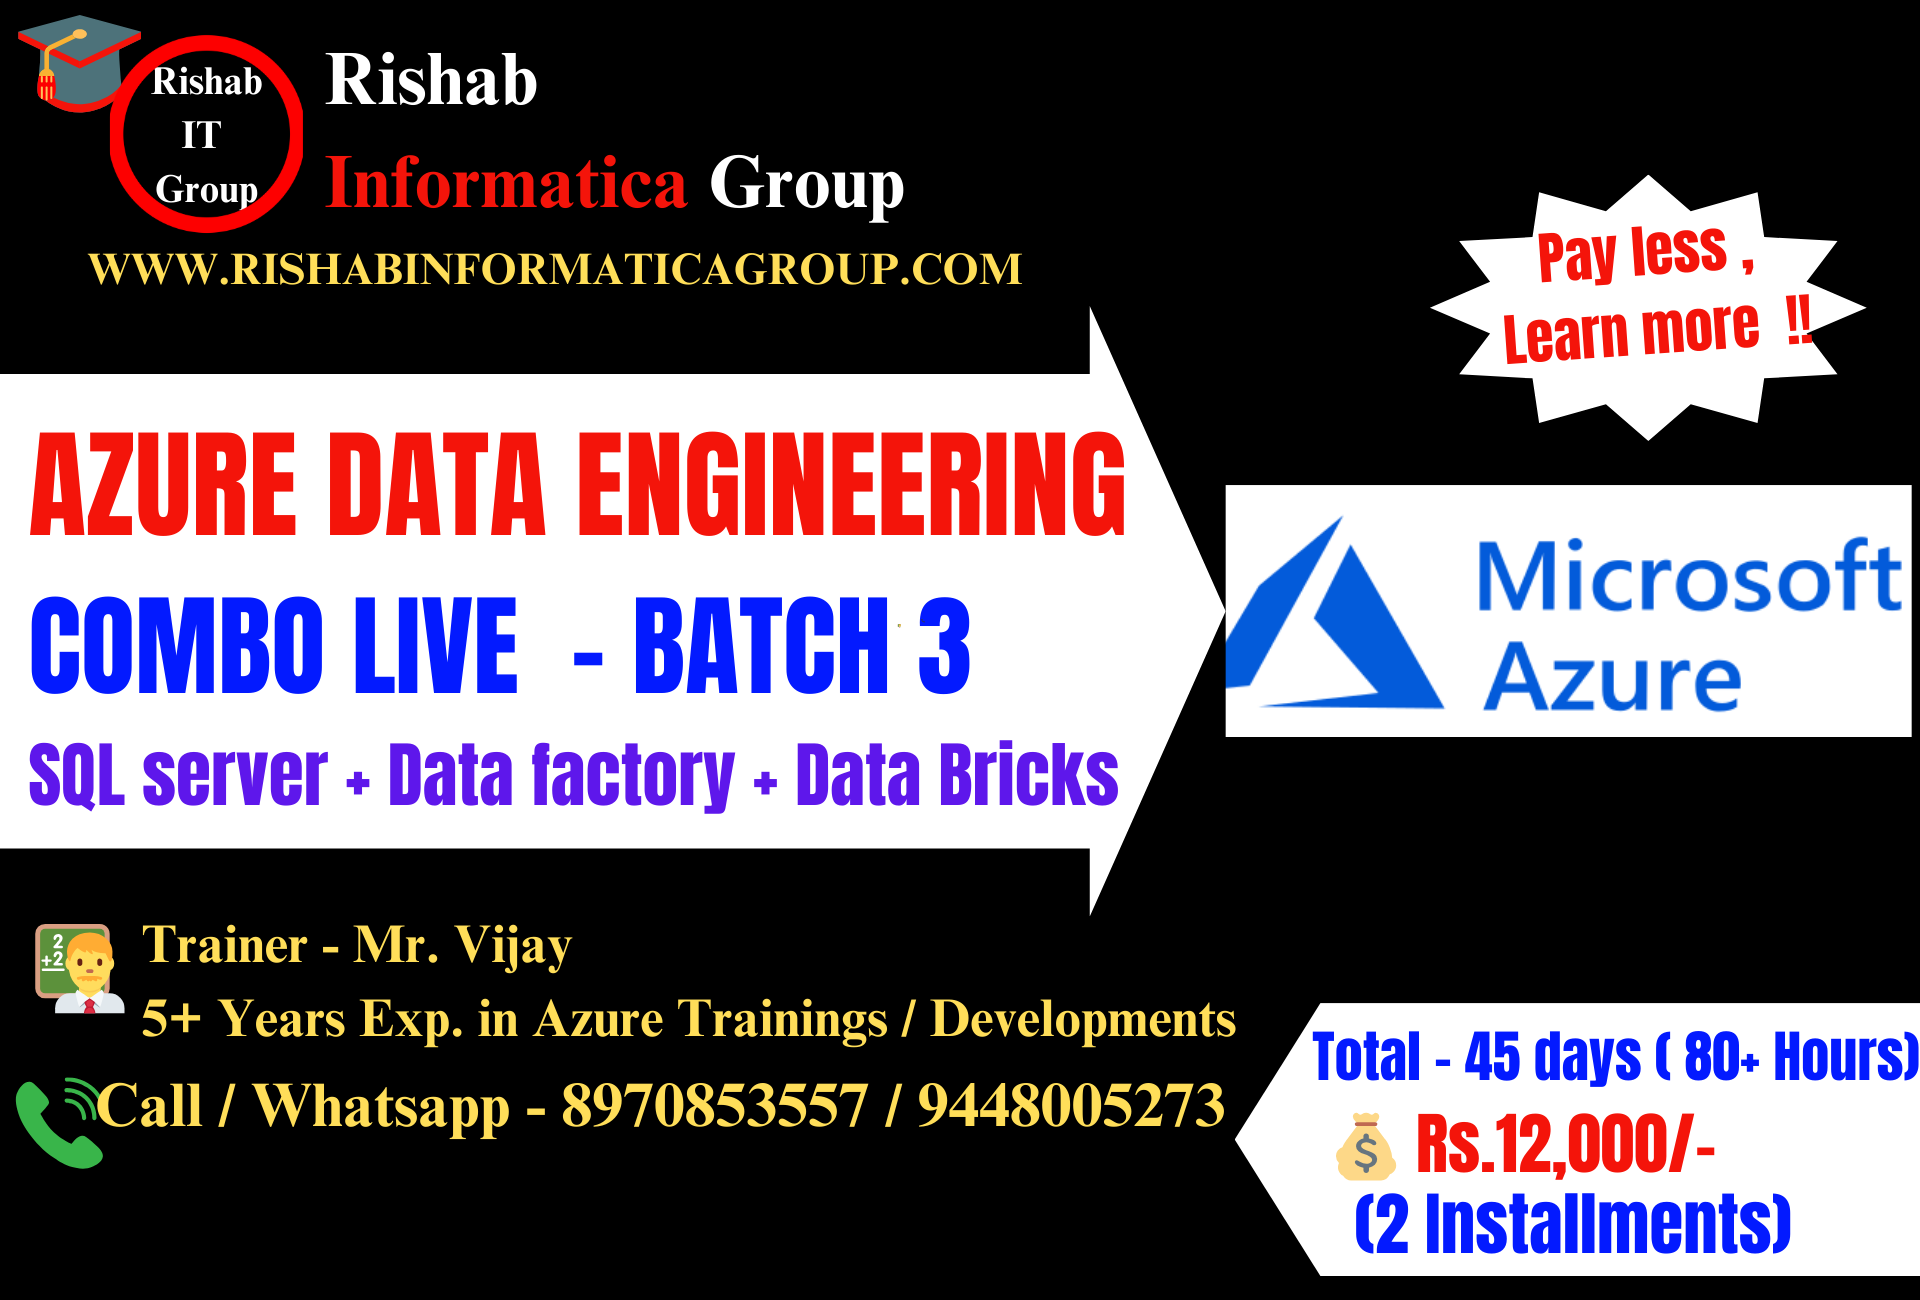 Rishab
IT
Group
Rishab
Informatica Group
WWW.RISHABINFORMATICAGROUP.COM
Pay less ,
Learn more !!
AZURE DATA ENGINEERING
COMBO LIVE - BATCH 3
SQL server + Data factory + Data Bricks
Microsoft
Azure
2
+2
Trainer - Mr. Vijay
5+ Years Exp. in Azure Trainings / Developments
Call / Whatsapp - 8970853557 / 9448005273
Total - 45 days ( 80+ Hours)
$ Rs.12,000/-
(2 Installments)